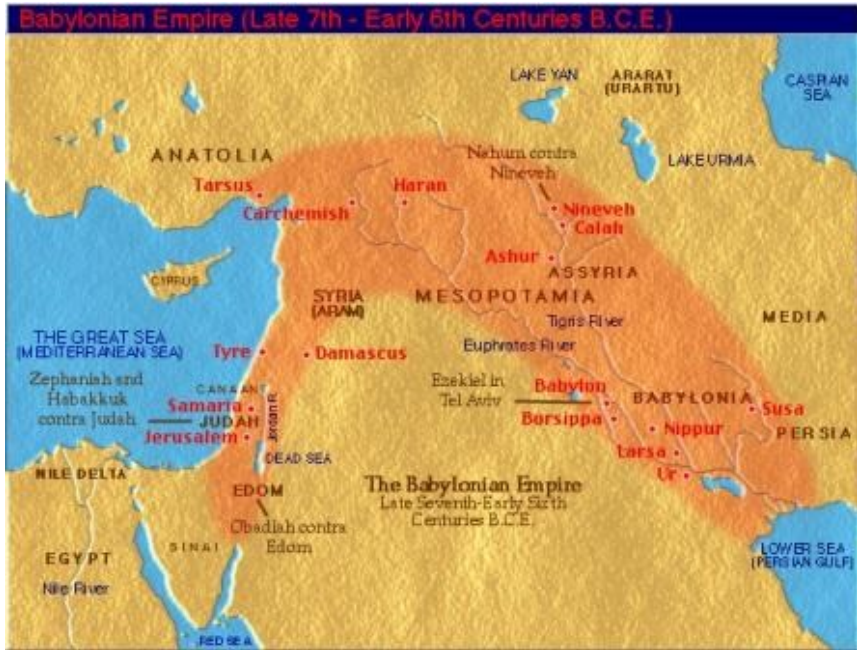 Babylonian Empire (Late 7th - Early 6th Centuries B.C.E.)
LAKE YAN
ARARAT
(URARTU)
CASPIAN
SEA
ANATOLIA
Nahum contra
Nineveh
LAKE URMIA
Tarsus
Haran
Carchemish
Nineveh
Calah
Ashur
ASSYRIA
CYPRUS
SYRIA
(ARAM)
MESOPOTAMIA
MEDIA
THE GREAT SEA
(MEDITERRANEAN SEA)
Tigris River
Tyre
Damascus
Euphrates River
Zephaniah and
Habakkuk
contra Judah
CANAAN
Ezekiel in
Tel Aviv
Babylon
BABYLONIA
Samaria
JUDAH
Jordan R.
Borsippa
Susa
Jerusalem
Nippur
PERSIA
DEAD SEA
Larsa
NILE DELTA
Ur
EDOM
The Babylonian Empire
Late Seventh-Early Sixth
Centuries B.C.E.
Obadiah contra
Edom
SINAI
EGYPT
LOWER SEA
(PERSIAN GULF)
Nile River
RED SEA